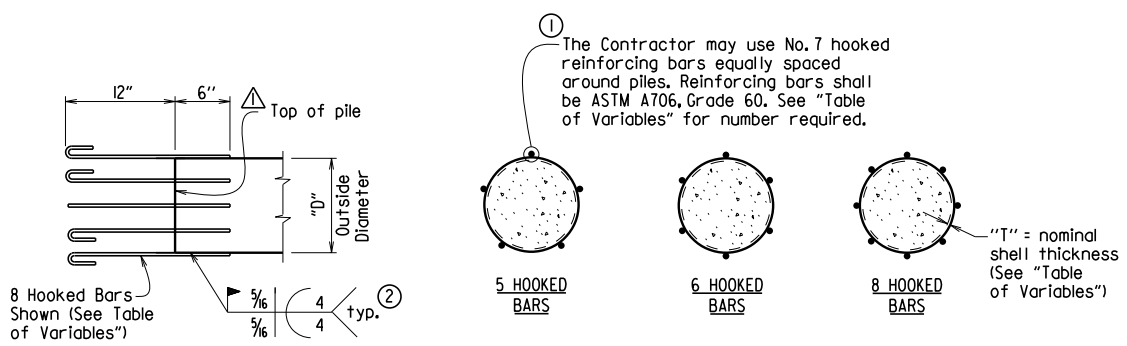 ①
The Contractor may use No. 7 hooked
reinforcing bars equally spaced
around piles. Reinforcing bars shall
be ASTM A706, Grade 60. See "Table
of Variables" for number required.
12"
6"
1
Top of pile
"D"
Outside
Diameter
8 Hooked Bars
Shown (See Table
of Variables")
5/16
5/16
4
4
typ.
②
5 HOOKED
BARS
6 HOOKED
BARS
8 HOOKED
BARS
"T" = nominal
shell thickness
(See "Table
of Variables")